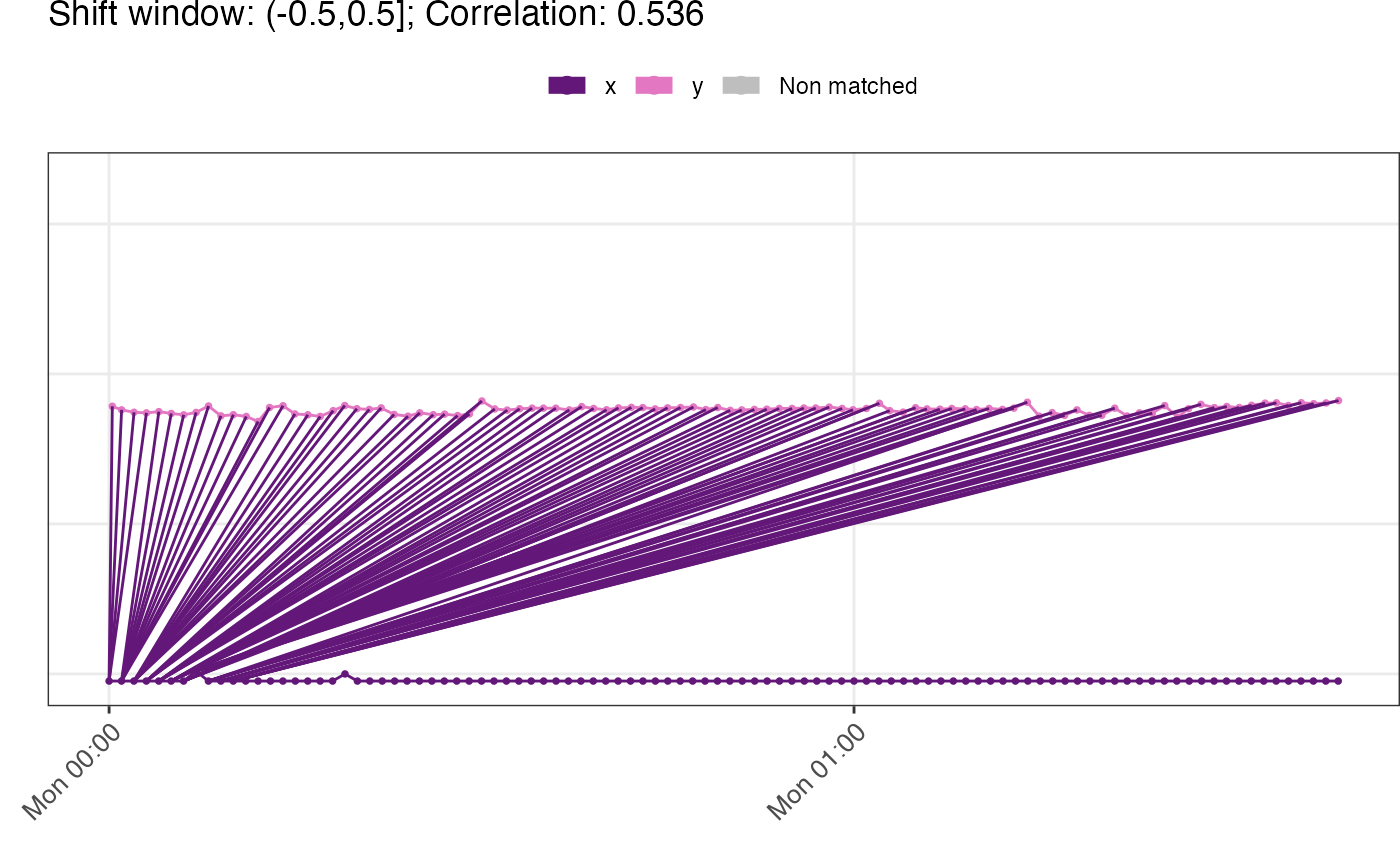 Shift window: (-0.5,0.5]; Correlation: 0.536
x y Non matched
Mon 00:00 Mon 01:00